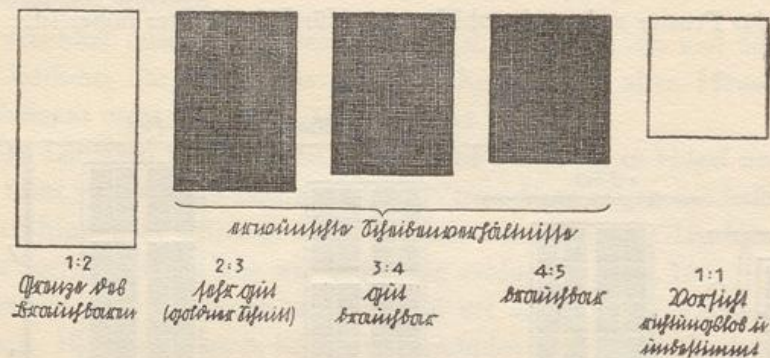 erwünschte Scheibenverhältnisse
1:2
Grenze des
Brauchbaren
2:3
sehr gut
(goldner Schnitt)
3:4
gut
brauchbar
4:5
brauchbar
1:1
Vorsicht
richtungslos u
unbestimmt